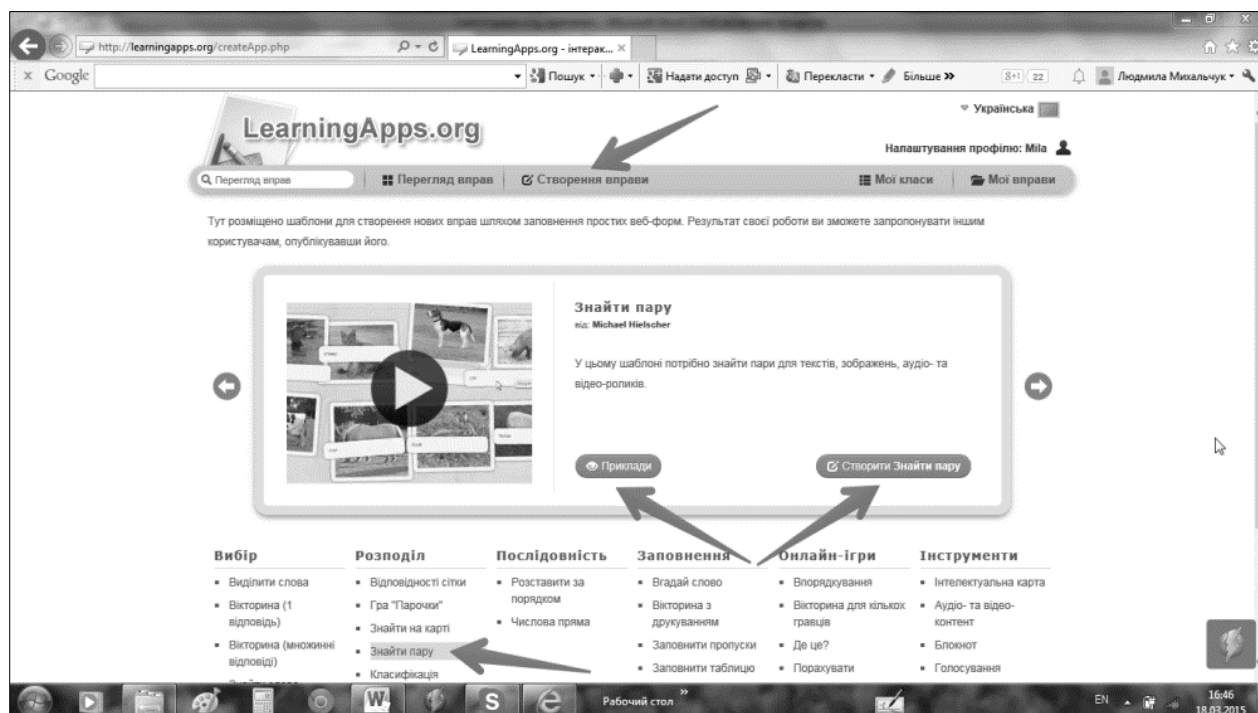 http://learningapps.org/createApp.php
LearningApps.org - інтерак...
x Google
Пошук
Надати доступ
Перекласти
Більше »
g+1 22
Людмила Михальчук
LearningApps.org
Українська
Налаштування профілю: Mila
Перегляд вправ
Перегляд вправ
Створення вправи
Мої класи
Мої вправи
Тут розміщено шаблони для створення нових вправ шляхом заповнення простих веб-форм. Результат своєї роботи ви зможете запропонувати іншим
користувачам, опублікувавши його.
Знайти пару
від: Michael Hielscher
У цьому шаблоні потрібно знайти пари для текстів, зображень, аудіо- та
відео-роликів.
Приклади
Створити Знайти пару
Вибір
Виділити слова
Вікторина (1
відповідь)
Вікторина (множинні
відповіді)
Розподіл
Відповідності сітки
Гра "Парочки"
Знайти на карті
Знайти пару
Класифікація
Послідовність
Розставити за
порядком
Числова пряма
Заповнення
Вгадай слово
Вікторина з
друкуванням
Заповнити пропуски
Заповнити таблицю
Онлайн-ігри
Впорядкування
Вікторина для кількох
гравців
Де це?
Порахувати
Інструменти
Інтелектуальна карта
Аудіо- та відео-
контент
Блокнот
Голосування
Рабочий стол »
EN
16:46
18.03.2015